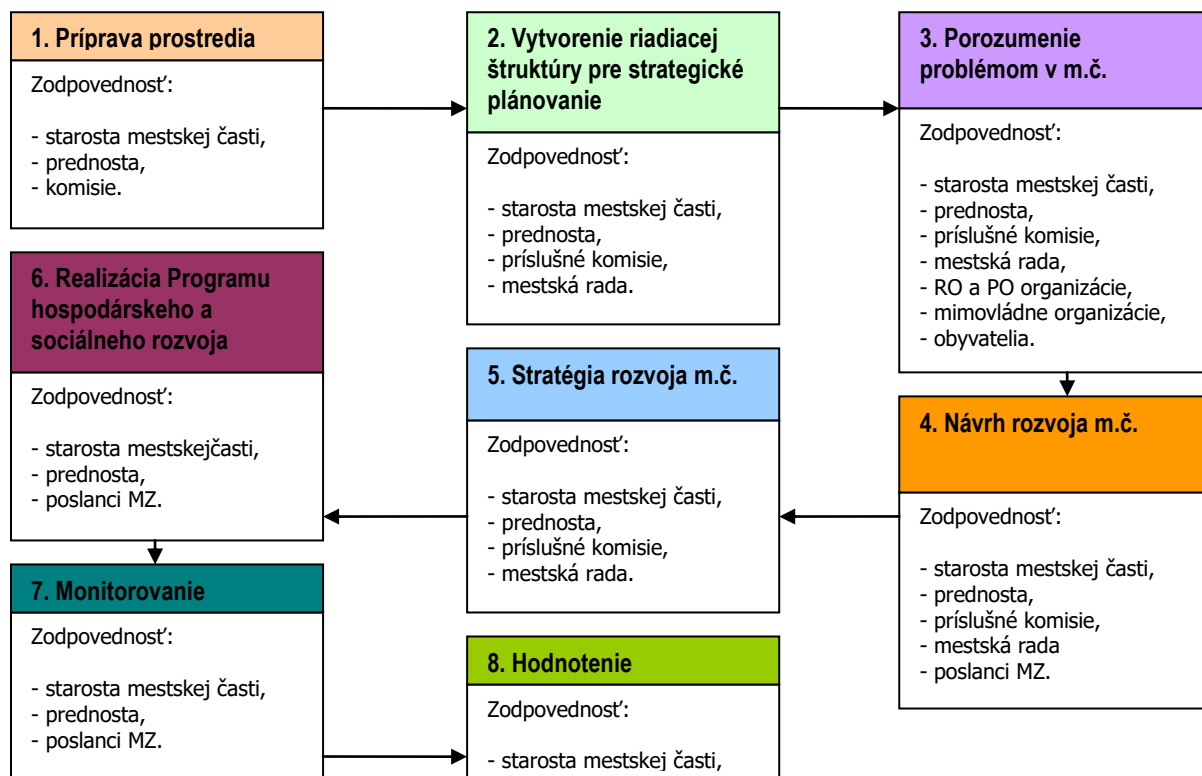 1. Príprava prostredia
Zodpovednosť:
- starosta mestskej časti,
- prednosta,
- komisie.
2. Vytvorenie riadiacej
štruktúry pre strategické
plánovanie
Zodpovednosť:
- starosta mestskej časti,
- prednosta,
- príslušné komisie,
- mestská rada.
3. Porozumenie
problémom v m.č.
Zodpovednosť:
- starosta mestskej časti,
- prednosta,
- príslušné komisie,
- mestská rada,
- RO a PO organizácie,
- mimovládne organizácie,
- obyvatelia.
4. Návrh rozvoja m.č.
Zodpovednosť:
- starosta mestskej časti,
- prednosta,
- príslušné komisie,
- mestská rada
- poslanci MZ.
5. Stratégia rozvoja m.č.
Zodpovednosť:
- starosta mestskej časti,
- prednosta,
- príslušné komisie,
- mestská rada.
6. Realizácia Programu
hospodárskeho a
sociálneho rozvoja
Zodpovednosť:
- starosta mestskejčasti,
- prednosta,
- poslanci MZ.
7. Monitorovanie
Zodpovednosť:
- starosta mestskej časti,
- prednosta,
- poslanci MZ.
8. Hodnotenie
Zodpovednosť:
- starosta mestskej časti,